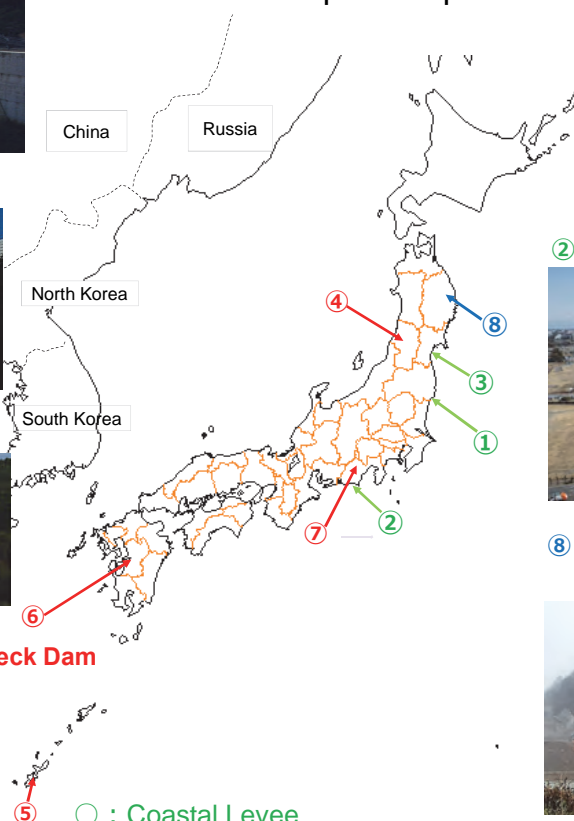 China
Russia
②
North Korea
④
⑧
③
South Korea
①
②
⑦
⑧
⑥
eck Dam
⑤
○ : Coastal Levee